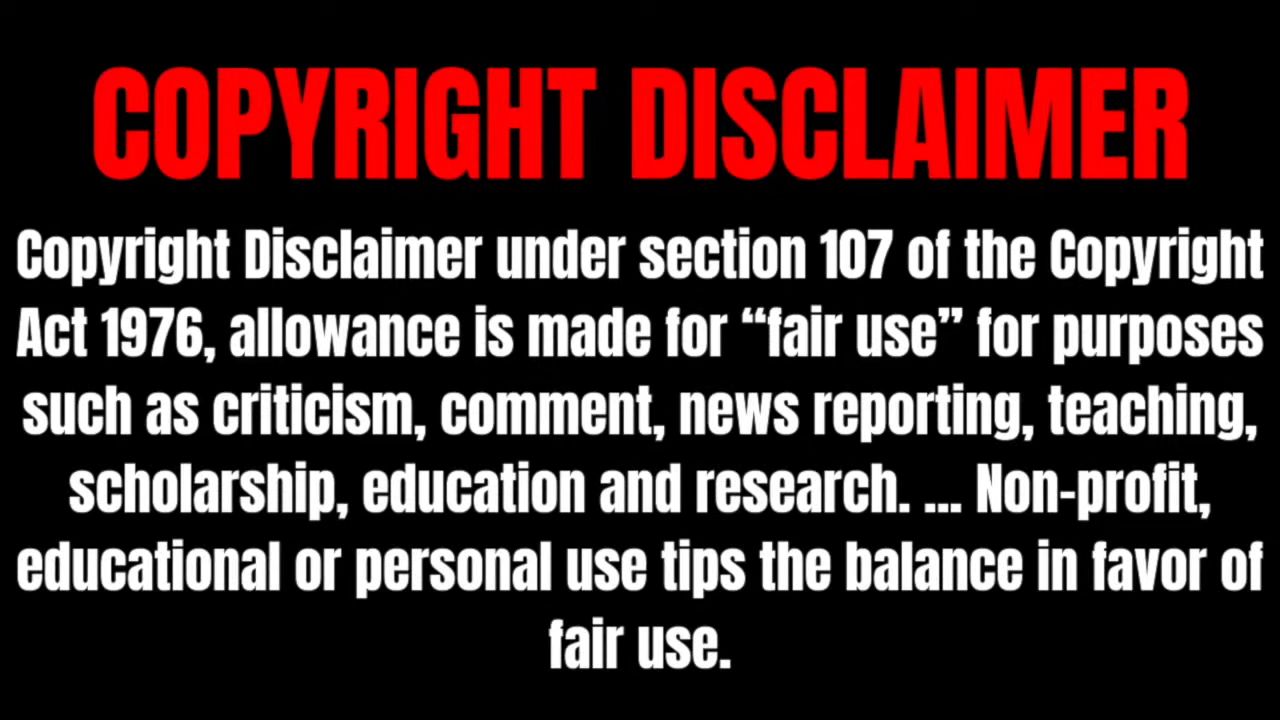 COPYRIGHT DISCLAIMER
Copyright Disclaimer under section 107 of the Copyright
Act 1976, allowance is made for “fair use” for purposes
such as criticism, comment, news reporting, teaching,
scholarship, education and research. ... Non-profit,
educational or personal use tips the balance in favor of
fair use.